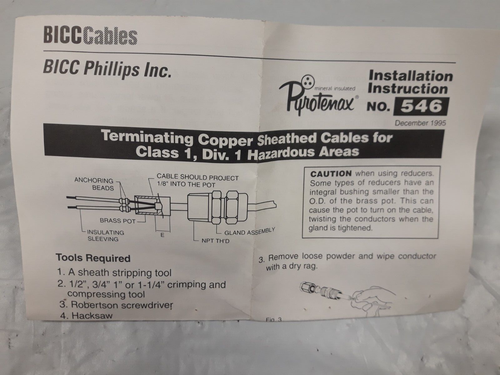 BICCCables
BICC Phillips Inc.
mineral insulated
Pyrotenax
Installation
Instruction
NO. 546
December 1995
Terminating Copper Sheathed Cables for
Class 1, Div. 1 Hazardous Areas
ANCHORING
BEADS
CABLE SHOULD PROJECT
1/8" INTO THE POT
BRASS POT
INSULATING
SLEEVING
E
GLAND ASSEMBLY
NPT TH'D
CAUTION when using reducers.
Some types of reducers have an
integral bushing smaller than the
O.D. of the brass pot. This can
cause the pot to turn on the cable,
twisting the conductors when the
gland is tightened.
Tools Required
1. A sheath stripping tool
2. 1/2", 3/4" 1" or 1-1/4" crimping and
compressing tool
3. Robertson screwdriver
4. Hacksaw
3. Remove loose powder and wipe conductor
with a dry rag.
Fig. 3